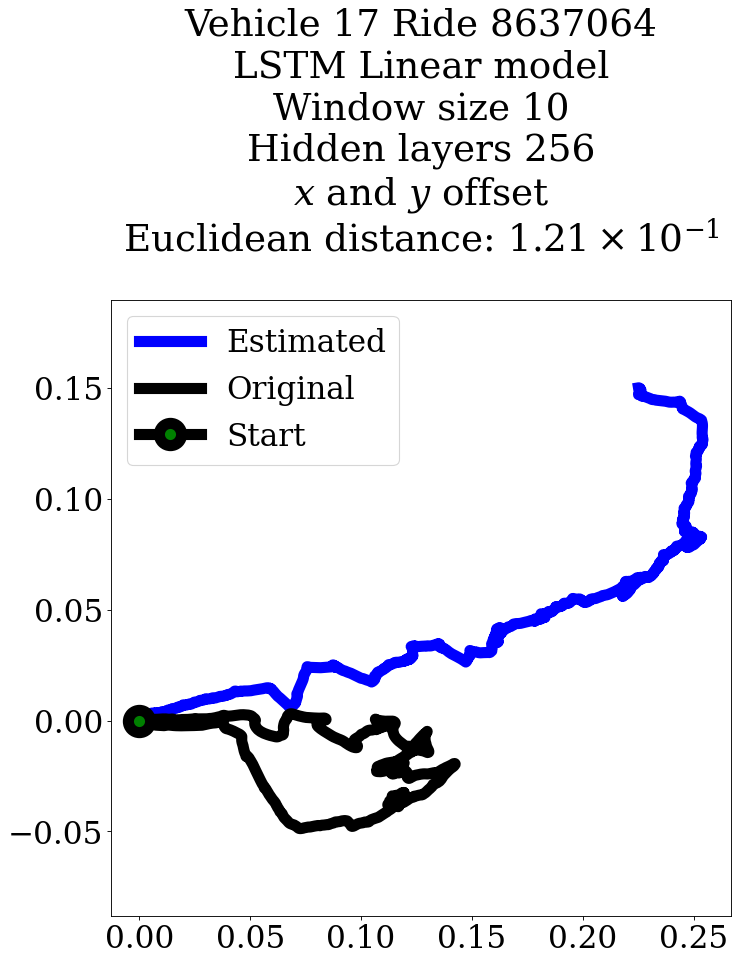 Vehicle 17 Ride 8637064
LSTM Linear model
Window size 10
Hidden layers 256
x and y offset
Euclidean distance: 1.21 × 10⁻¹
Estimated
Original
Start
0.15
0.10
0.05
0.00
−0.05
0.00 0.05 0.10 0.15 0.20 0.25